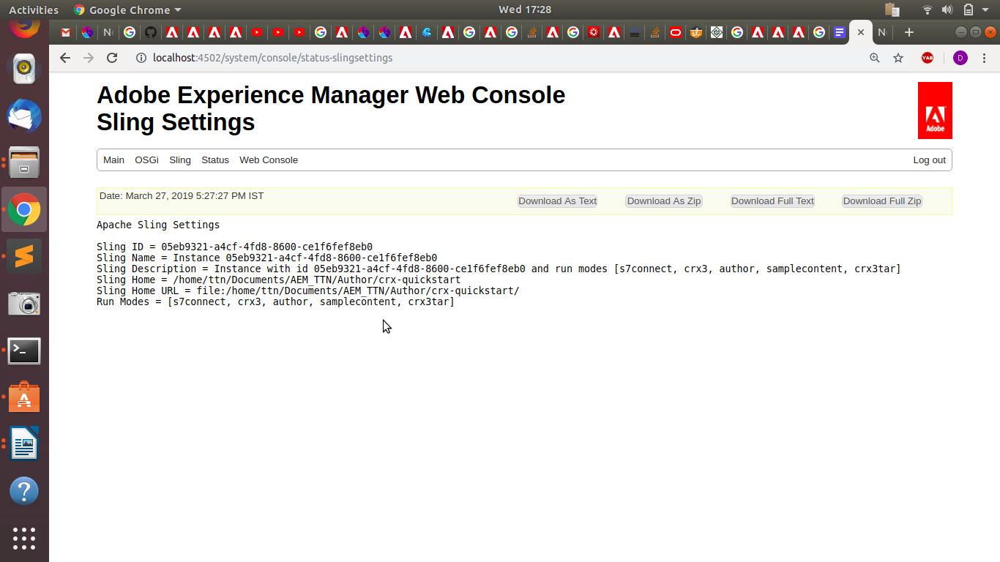 Activities Google Chrome Wed 17:28
N
N
YAB
D
localhost:4502/system/console/status-slingsettings
Adobe Experience Manager Web Console
Sling Settings
Adobe
Main OSGi Sling Status Web Console Log out
Date: March 27, 2019 5:27:27 PM IST Download As Text Download As Zip Download Full Text Download Full Zip
Apache Sling Settings
Sling ID = 05eb9321-a4cf-4fd8-8600-ce1f6fef8eb0
Sling Name = Instance 05eb9321-a4cf-4fd8-8600-ce1f6fef8eb0
Sling Description = Instance with id 05eb9321-a4cf-4fd8-8600-ce1f6fef8eb0 and run modes [s7connect, crx3, author, samplecontent, crx3tar]
Sling Home = /home/ttn/Documents/AEM_TTN/Author/crx-quickstart
Sling Home URL = file:/home/ttn/Documents/AEM_TTN/Author/crx-quickstart/
Run Modes = [s7connect, crx3, author, samplecontent, crx3tar]